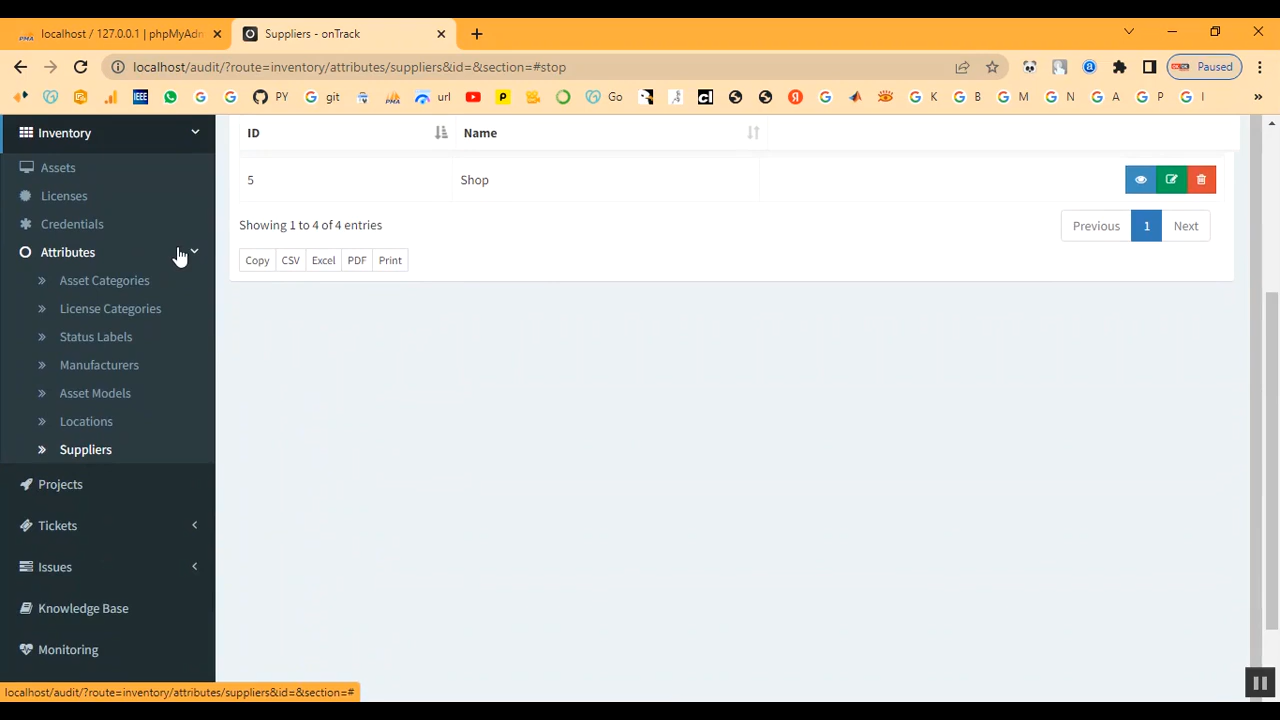 localhost / 127.0.0.1 | phpMyAdn
Suppliers - onTrack
localhost/audit/?route=inventory/attributes/suppliers&id=&section=#stop
Paused
IEEE
PY
git
url
Go
K
B
M
N
A
P
I
Inventory
Assets
Licenses
Credentials
Attributes
Asset Categories
License Categories
Status Labels
Manufacturers
Asset Models
Locations
Suppliers
Projects
Tickets
Issues
Knowledge Base
Monitoring
ID Name
5 Shop
Showing 1 to 4 of 4 entries
Previous 1 Next
Copy CSV Excel PDF Print
localhost/audit/?route=inventory/attributes/suppliers&id=&section=#